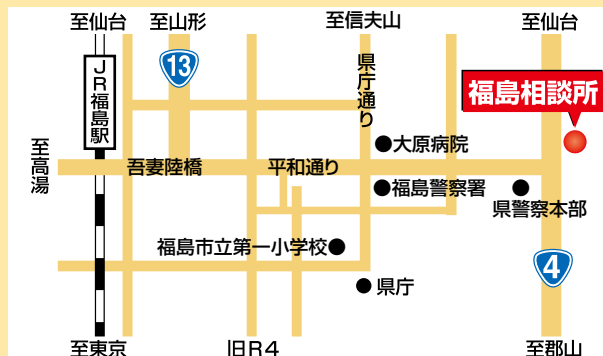 至仙台
至山形
至信夫山
至仙台
13
JR福島駅
県庁通り
福島相談所
大原病院
至高湯
吾妻陸橋
平和通り
福島警察署
県警察本部
福島市立第一小学校
4
県庁
至東京
旧R4
至郡山